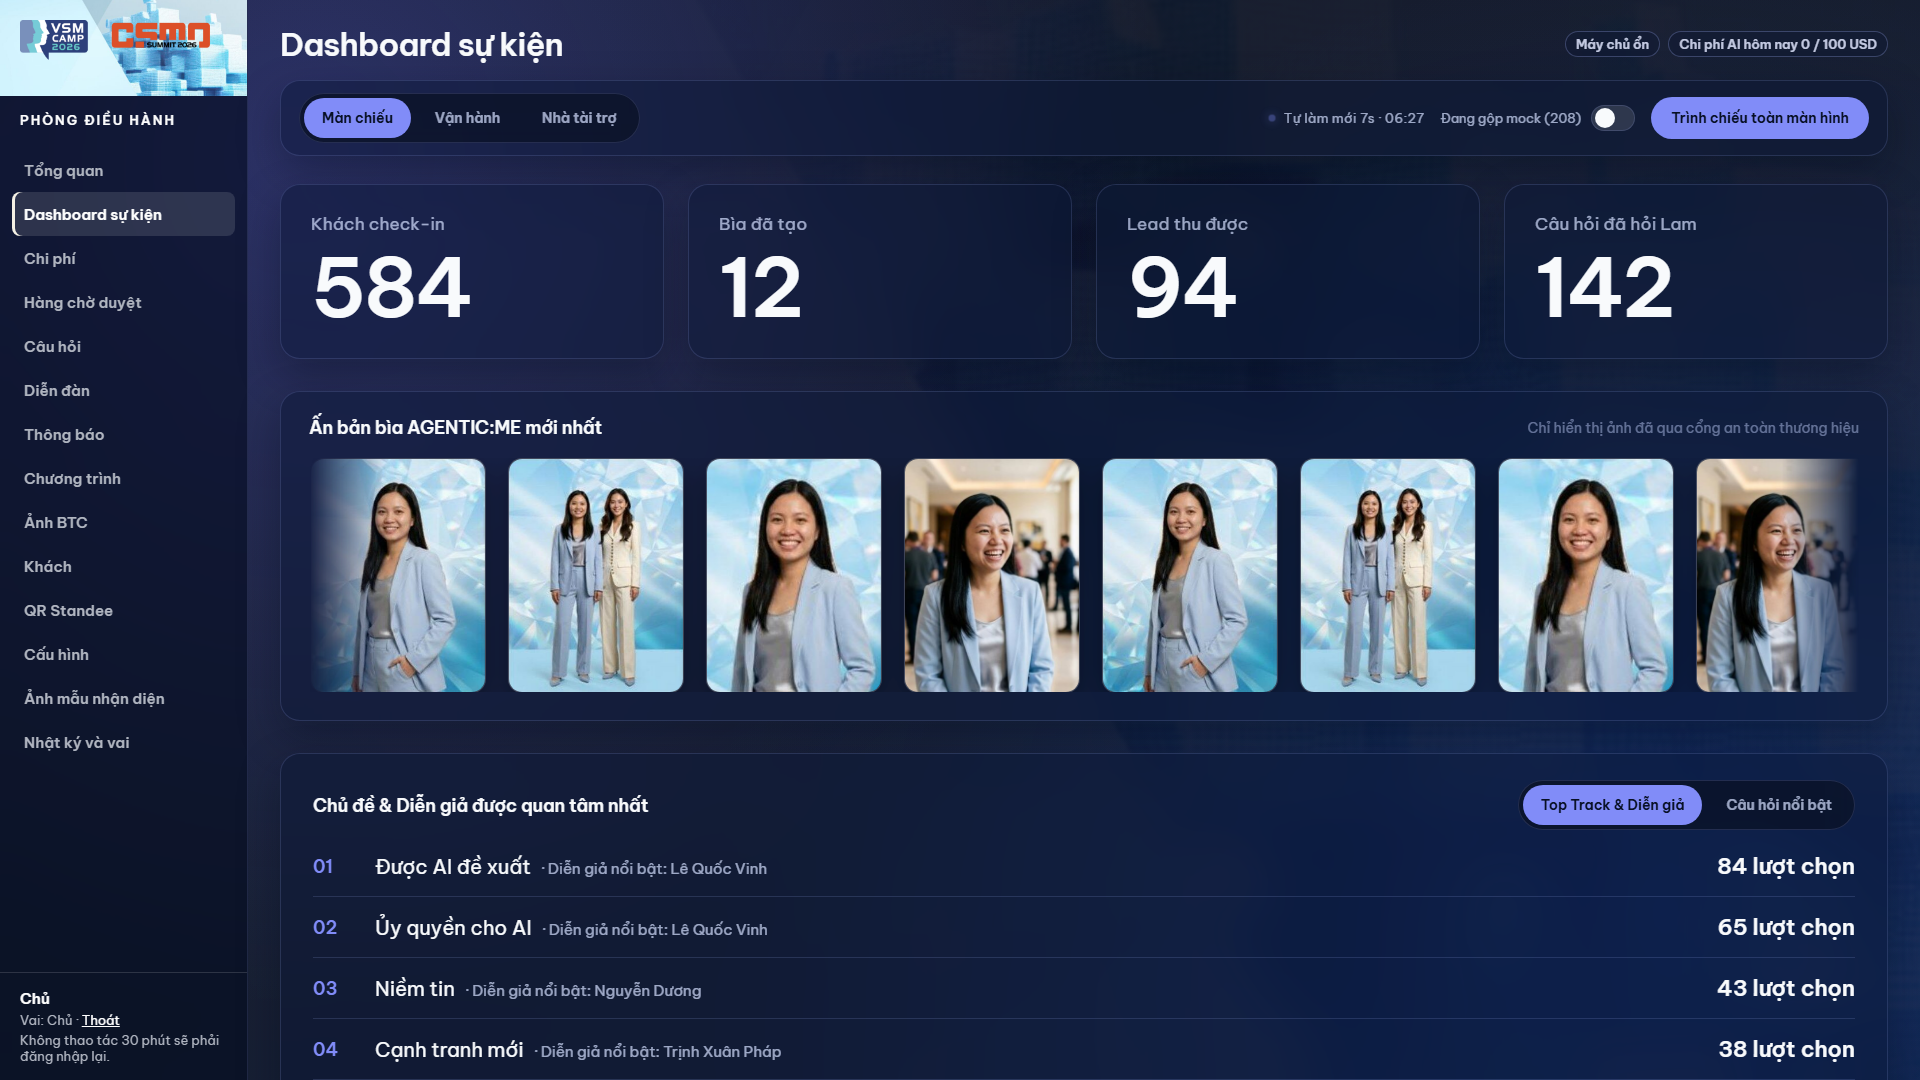 VSM
CAMP
2026
CSMO
SUMMIT 2026
PHÒNG ĐIỀU HÀNH
Tổng quan
Dashboard sự kiện
Chi phí
Hàng chờ duyệt
Câu hỏi
Diễn đàn
Thông báo
Chương trình
Ảnh BTC
Khách
QR Standee
Cấu hình
Ảnh mẫu nhận diện
Nhật ký và vai
Chủ
Vai: Chủ · Thoát
Không thao tác 30 phút sẽ phải
đăng nhập lại.
Dashboard sự kiện
Máy chủ ổn
Chi phí AI hôm nay 0 / 100 USD
Màn chiếu
Vận hành
Nhà tài trợ
Tự làm mới 7s · 06:27
Đang gộp mock (208)
Trình chiếu toàn màn hình
Khách check-in
584
Bìa đã tạo
12
Lead thu được
94
Câu hỏi đã hỏi Lam
142
Ấn bản bìa AGENTIC:ME mới nhất
Chỉ hiển thị ảnh đã qua cổng an toàn thương hiệu
Chủ đề & Diễn giả được quan tâm nhất
Top Track & Diễn giả
Câu hỏi nổi bật
01 Được AI đề xuất · Diễn giả nổi bật: Lê Quốc Vinh 84 lượt chọn
02 Ủy quyền cho AI · Diễn giả nổi bật: Lê Quốc Vinh 65 lượt chọn
03 Niềm tin · Diễn giả nổi bật: Nguyễn Dương 43 lượt chọn
04 Cạnh tranh mới · Diễn giả nổi bật: Trịnh Xuân Pháp 38 lượt chọn